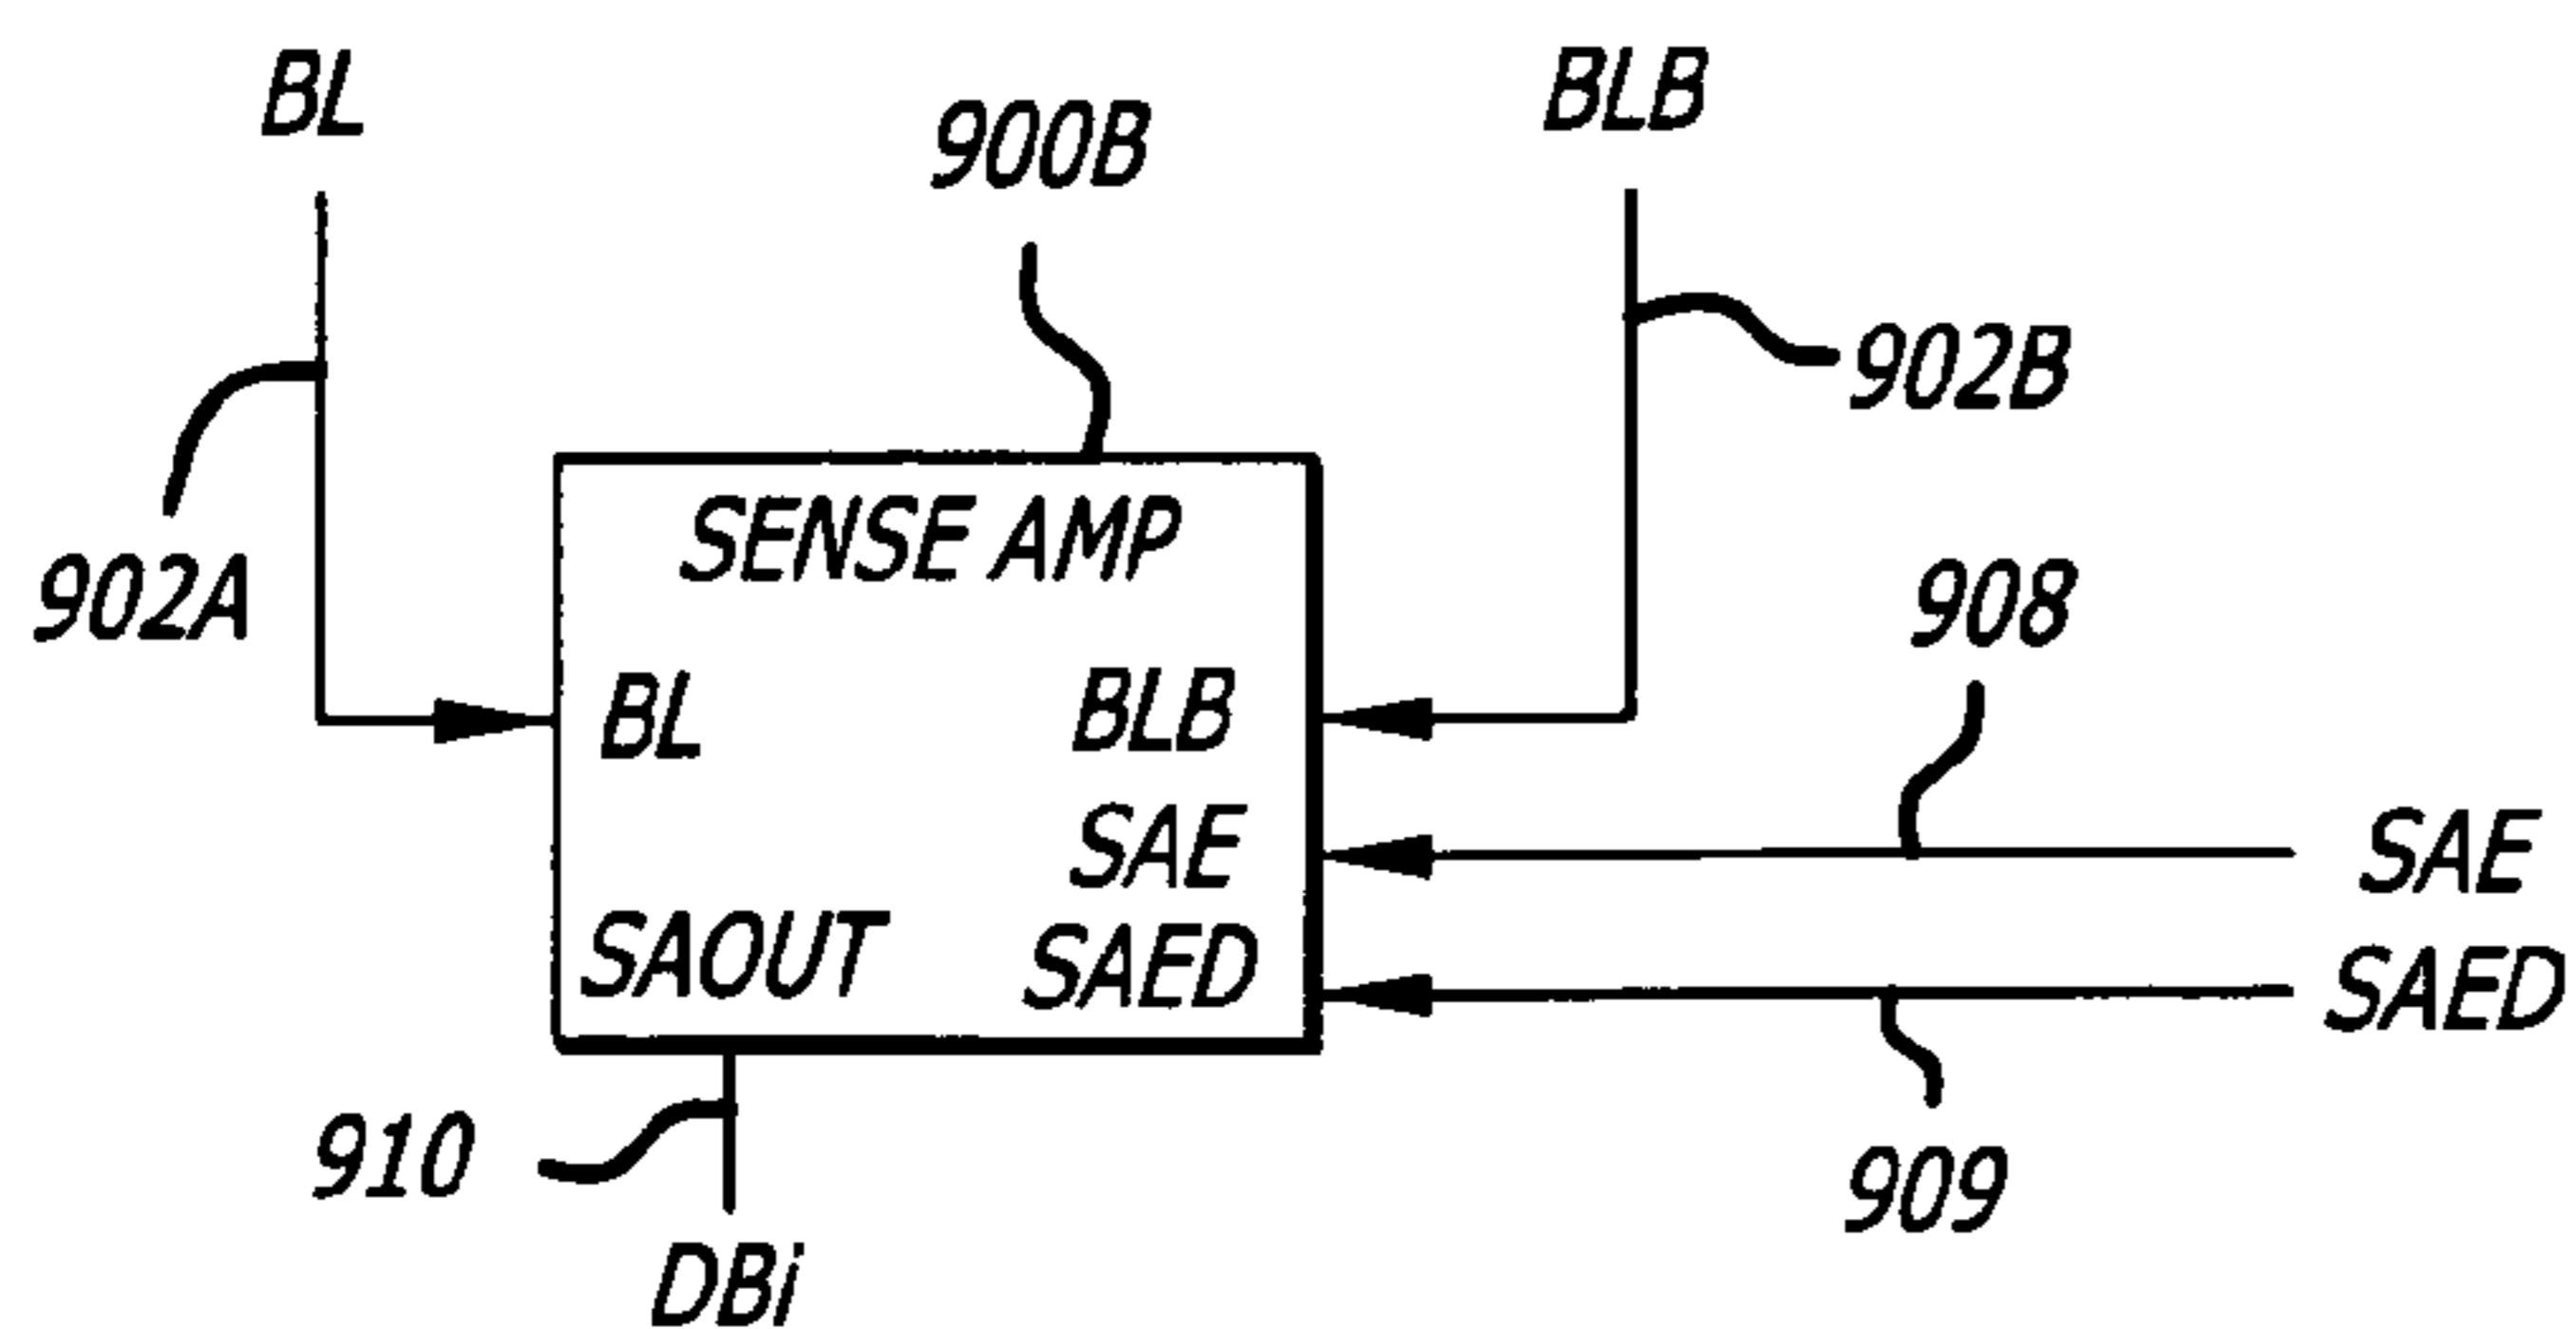 BL
BLB
900B
902B
SENSE AMP
902A
908
BL
BLB
SAE
SAE
SAOUT
SAED
SAED
910
909
DBi